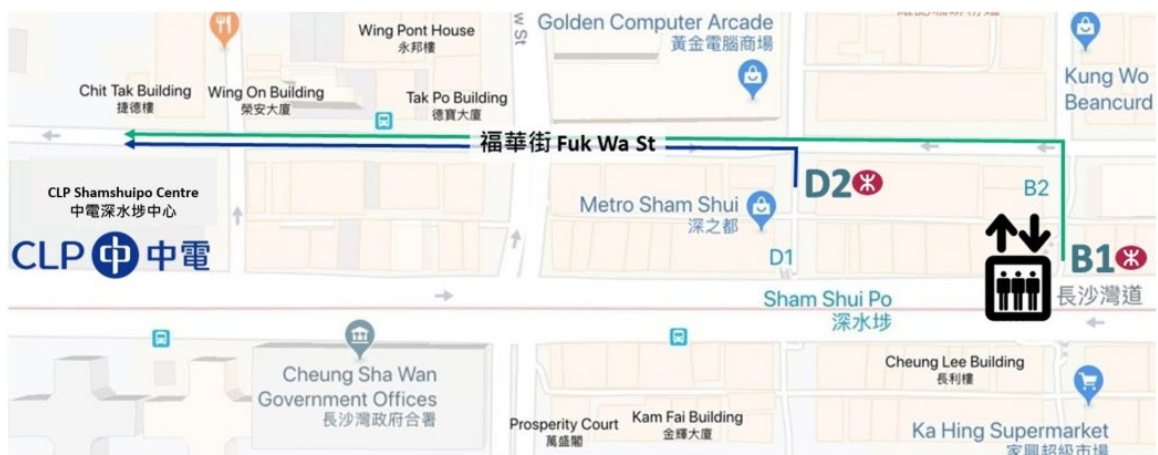 Golden Computer Arcade
黃金電腦商場
Wing Pont House
永邦樓
w St
Kung Wo
Beancurd
Chit Tak Building
捷德樓
Wing On Building
榮安大廈
Tak Po Building
德寶大廈
福華街 Fuk Wa St
CLP Shamshuipo Centre
中電深水埗中心
CLP 中電
D2
B2
Metro Sham Shui
深之都
D1
B1
長沙灣道
Sham Shui Po
深水埗
Cheung Sha Wan
Government Offices
長沙灣政府合署
Cheung Lee Building
長利樓
Prosperity Court
萬盛閣
Kam Fai Building
金輝大廈
Ka Hing Supermarket
家興超級市場